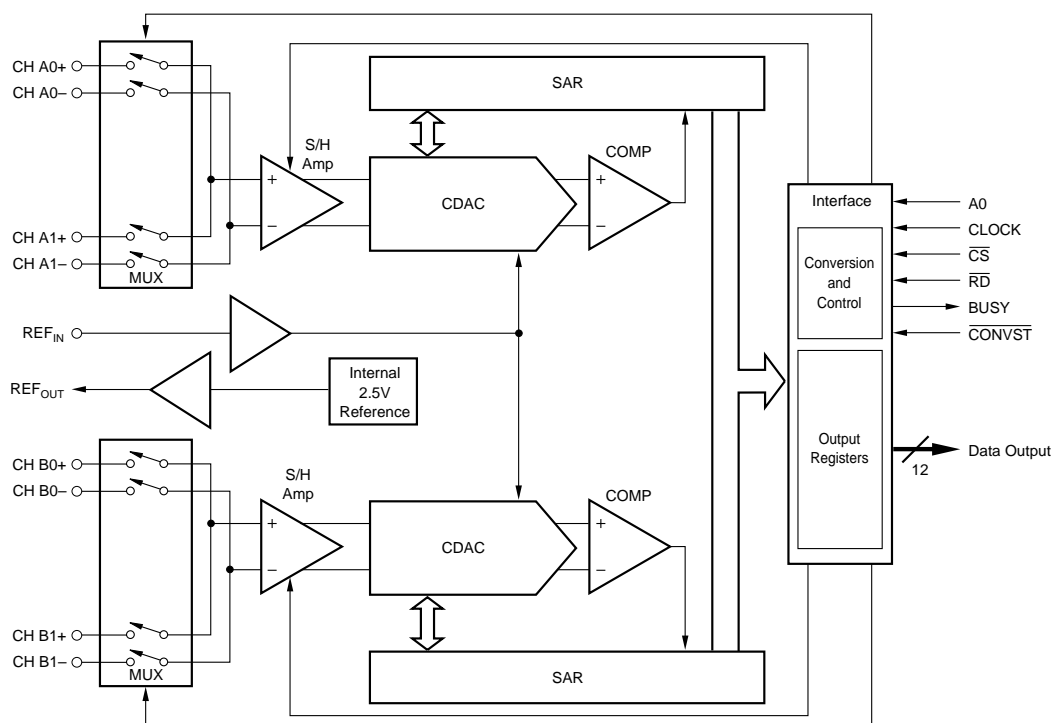 CH A0+
CH A0–
CH A1+
CH A1–
MUX
S/H
Amp
+
–
SAR
CDAC
COMP
+
–
REFIN
REFOUT
Internal
2.5V
Reference
CH B0+
CH B0–
CH B1+
CH B1–
MUX
S/H
Amp
+
–
CDAC
COMP
+
–
SAR
Interface
Conversion
and
Control
Output
Registers
A0
CLOCK
CS
RD
BUSY
CONVST
Data Output
12